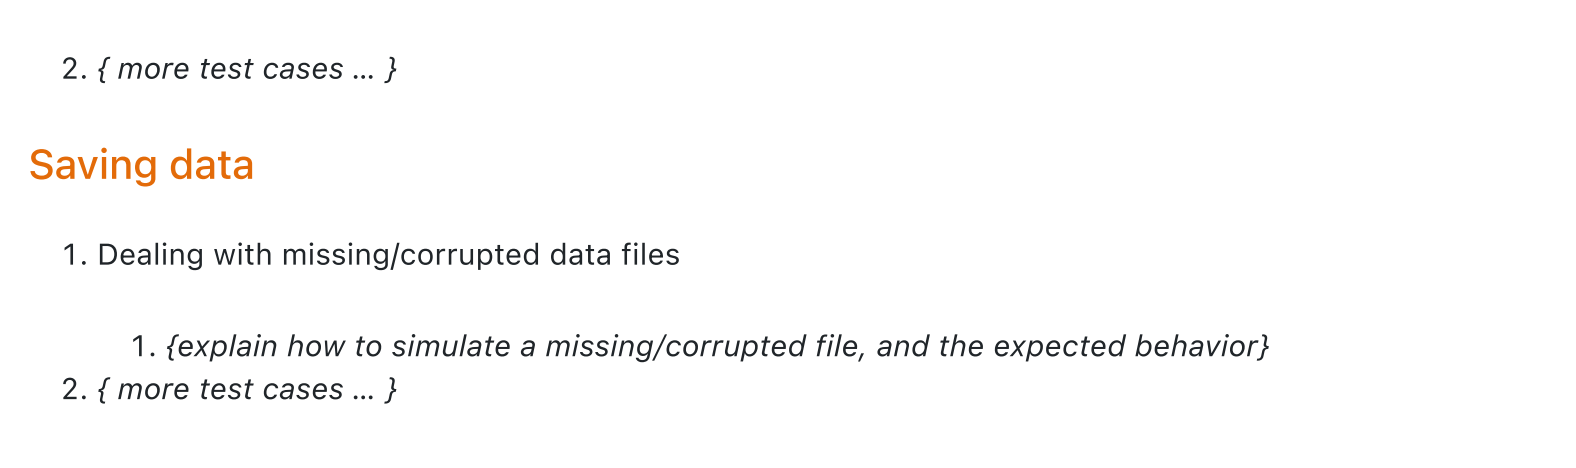 2. { more test cases … }
Saving data
1. Dealing with missing/corrupted data files
1. {explain how to simulate a missing/corrupted file, and the expected behavior}
2. { more test cases … }